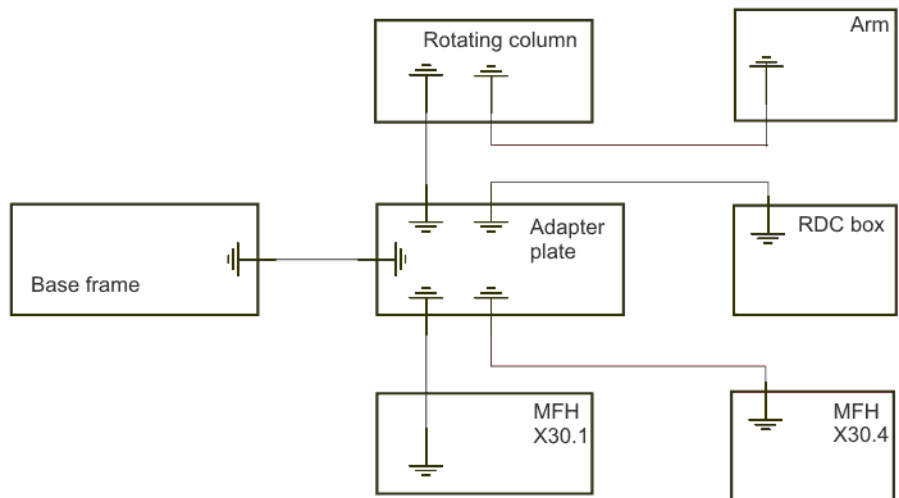 Rotating column
Arm
Base frame
Adapter
plate
RDC box
MFH
X30.1
MFH
X30.4